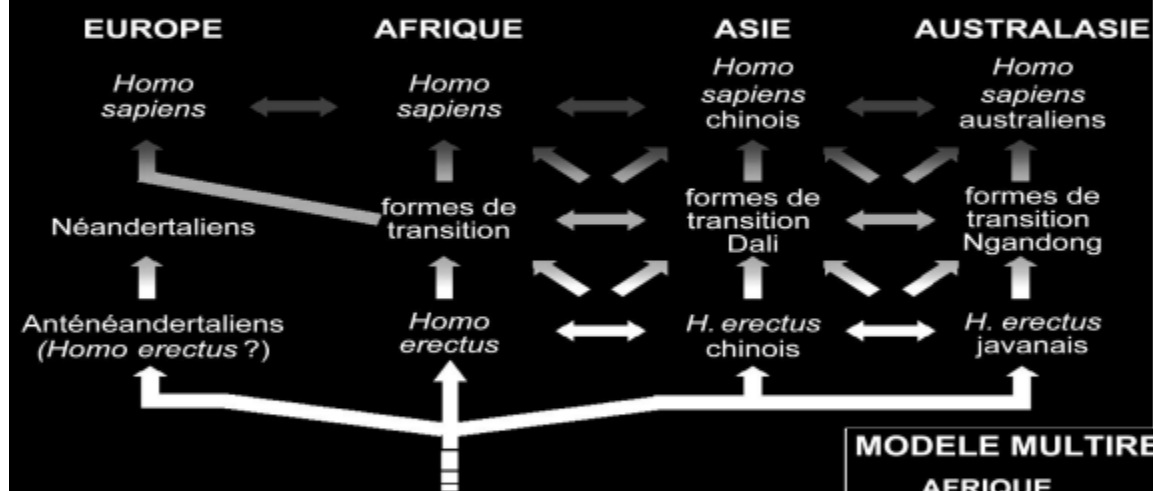 EUROPE
AFRIQUE
ASIE
AUSTRALASIE
Homo
sapiens
Homo
sapiens
Homo
sapiens
chinois
Homo
sapiens
australiens
Néandertaliens
formes de
transition
formes de
transition
Dali
formes de
transition
Ngandong
Anténéandertaliens
(Homo erectus ?)
Homo
erectus
H. erectus
chinois
H. erectus
javanais
MODELE MULTIRE
AFRIQUE